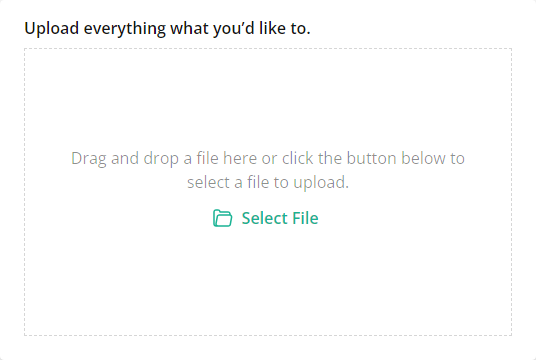 Upload everything what you’d like to.
Drag and drop a file here or click the button below to
select a file to upload.
Select File